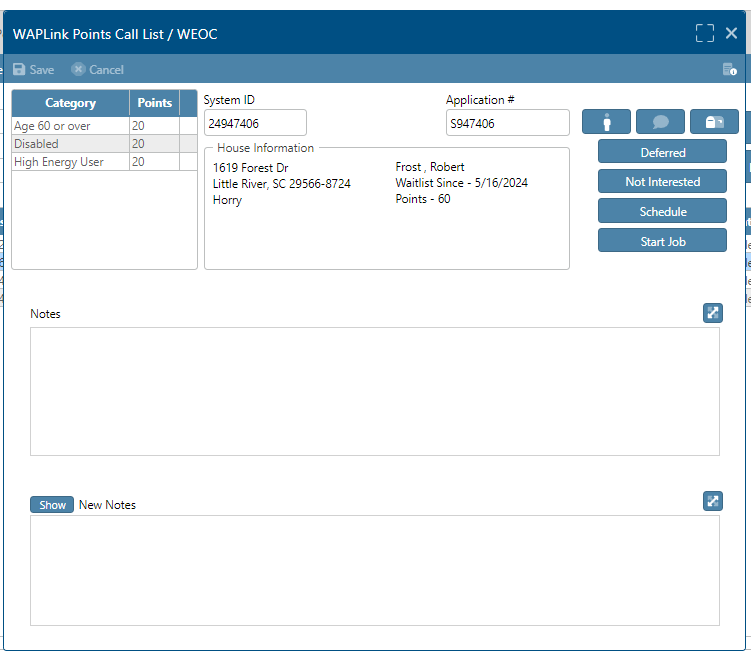 WAPLink Points Call List / WEOC
Save Cancel
Category Points
Age 60 or over 20
Disabled 20
High Energy User 20
System ID
24947406
Application #
S947406
House Information
1619 Forest Dr
Little River, SC 29566-8724
Horry
Frost , Robert
Waitlist Since - 5/16/2024
Points - 60
Deferred
Not Interested
Schedule
Start Job
Notes
Show New Notes